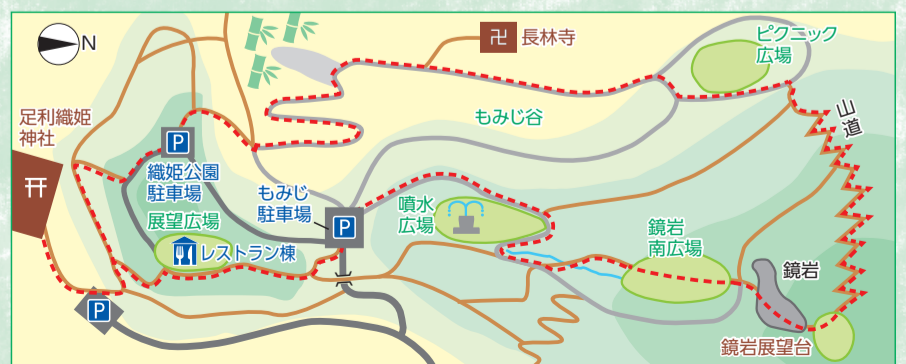 N
卍 長林寺
ピクニック
広場
足利織姫
神社
もみじ谷
山道
P
織姫公園
駐車場
もみじ
駐車場
P
展望広場
レストラン棟
噴水
広場
鏡岩
南広場
鏡岩
P
鏡岩展望台